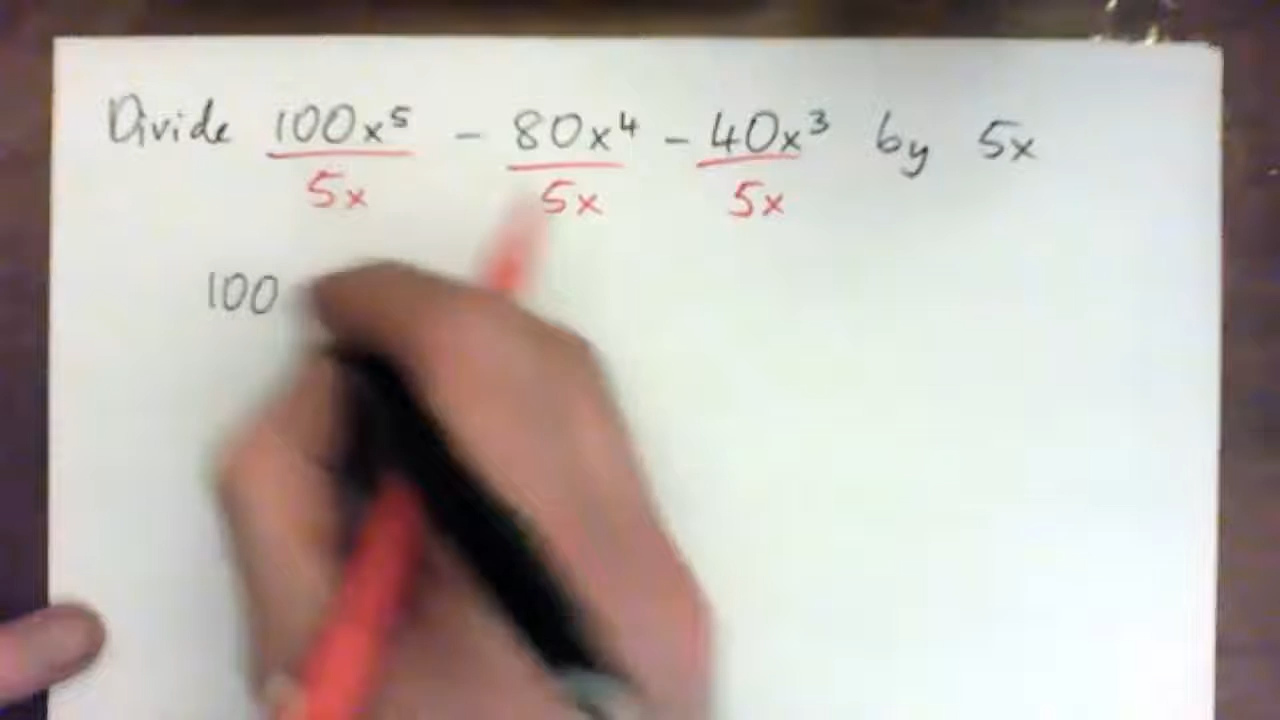 Divide 100x⁵ - 80x⁴ - 40x³ by 5x
5x 5x 5x
100